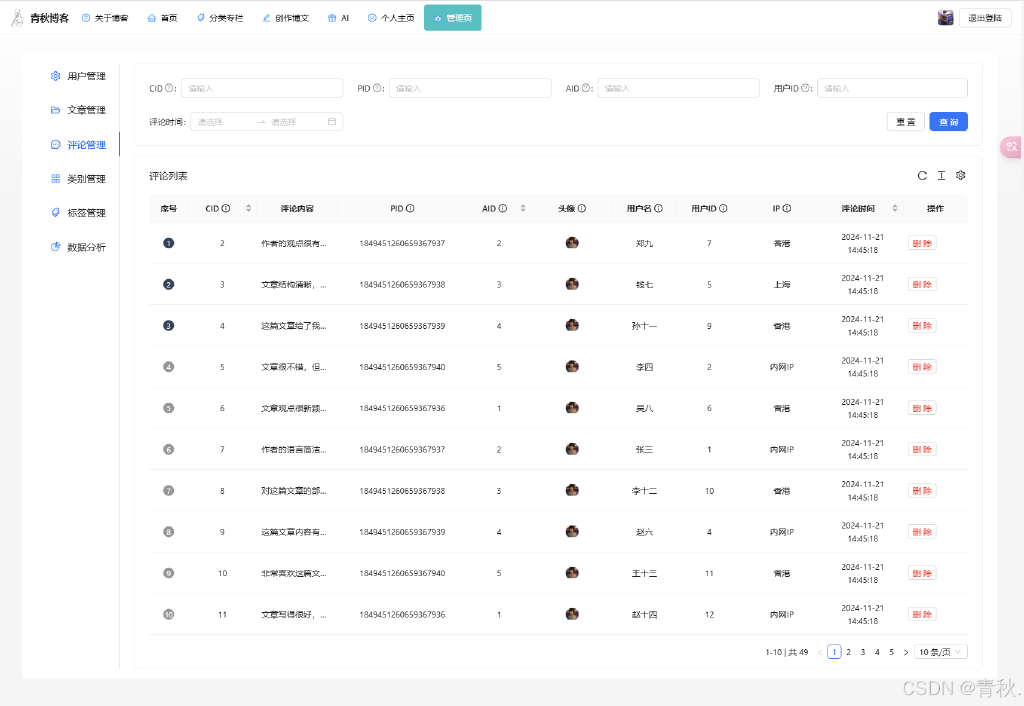 青秋博客 关于博客 首页 分类专栏 创作博文 AI 个人主页 管理页 退出登陆
用户管理
文章管理
评论管理
类别管理
标签管理
数据分析
CID : 请输入 PID : 请输入 AID : 请输入 用户ID : 请输入
评论时间: 请选择 请选择 重 置 查 询
评论列表
序号 CID 评论内容 PID AID 头像 用户名 用户ID IP 评论时间 操作
1 2 作者的观点很有... 1849451260659367937 2 郑九 7 香港 2024-11-21 14:45:18 删 除
2 3 文章结构清晰，... 1849451260659367938 3 钱七 5 上海 2024-11-21 14:45:18 删 除
3 4 这篇文章给了我... 1849451260659367939 4 孙十一 9 香港 2024-11-21 14:45:18 删 除
4 5 文章很不错，但... 1849451260659367940 5 李四 2 内网IP 2024-11-21 14:45:18 删 除
5 6 文章观点很新颖... 1849451260659367936 1 吴八 6 香港 2024-11-21 14:45:18 删 除
6 7 作者的语言简洁... 1849451260659367937 2 张三 1 内网IP 2024-11-21 14:45:18 删 除
7 8 对这篇文章的部... 1849451260659367938 3 李十二 10 香港 2024-11-21 14:45:18 删 除
8 9 这篇文章内容有... 1849451260659367939 4 赵六 4 内网IP 2024-11-21 14:45:18 删 除
9 10 非常喜欢这篇文... 1849451260659367940 5 王十三 11 香港 2024-11-21 14:45:18 删 除
10 11 文章写得很好，... 1849451260659367936 1 赵十四 12 内网IP 2024-11-21 14:45:18 删 除
1-10 | 共 49 < 1 2 3 4 5 > 10 条/页
CSDN @青秋.